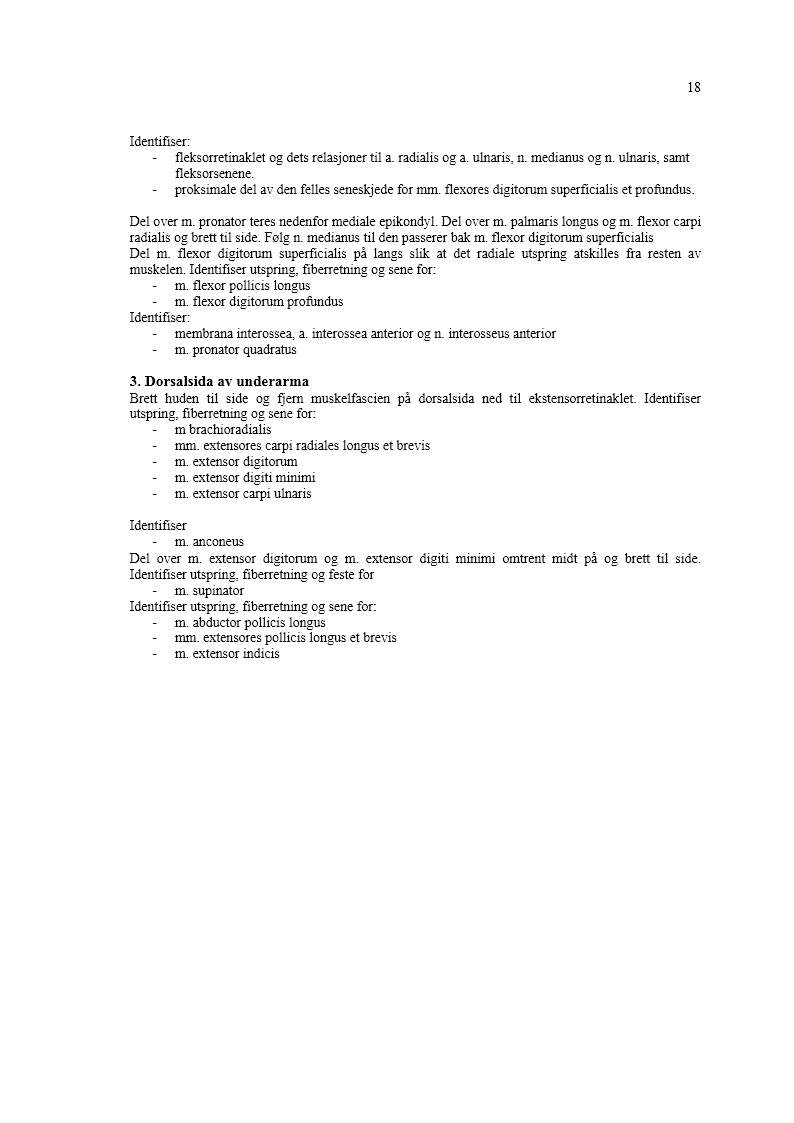 18
Identifiser:
- fleksorretinaklet og dets relasjoner til a. radialis og a. ulnaris, n. medianus og n. ulnaris, samt
fleksorsenene.
- proksimale del av den felles seneskjede for mm. flexores digitorum superficialis et profundus.
Del over m. pronator teres nedenfor mediale epikondyl. Del over m. palmaris longus og m. flexor carpi
radialis og brett til side. Følg n. medianus til den passerer bak m. flexor digitorum superficialis
Del m. flexor digitorum superficialis på langs slik at det radiale utspring atskilles fra resten av
muskelen. Identifiser utspring, fiberretning og sene for:
- m. flexor pollicis longus
- m. flexor digitorum profundus
Identifiser:
- membrana interossea, a. interossea anterior og n. interosseus anterior
- m. pronator quadratus
3. Dorsalsida av underarma
Brett huden til side og fjern muskelfascien på dorsalsida ned til ekstensorretinaklet. Identifiser
utspring, fiberretning og sene for:
- m brachioradialis
- mm. extensores carpi radiales longus et brevis
- m. extensor digitorum
- m. extensor digiti minimi
- m. extensor carpi ulnaris
Identifiser
- m. anconeus
Del over m. extensor digitorum og m. extensor digiti minimi omtrent midt på og brett til side.
Identifiser utspring, fiberretning og feste for
- m. supinator
Identifiser utspring, fiberretning og sene for:
- m. abductor pollicis longus
- mm. extensores pollicis longus et brevis
- m. extensor indicis